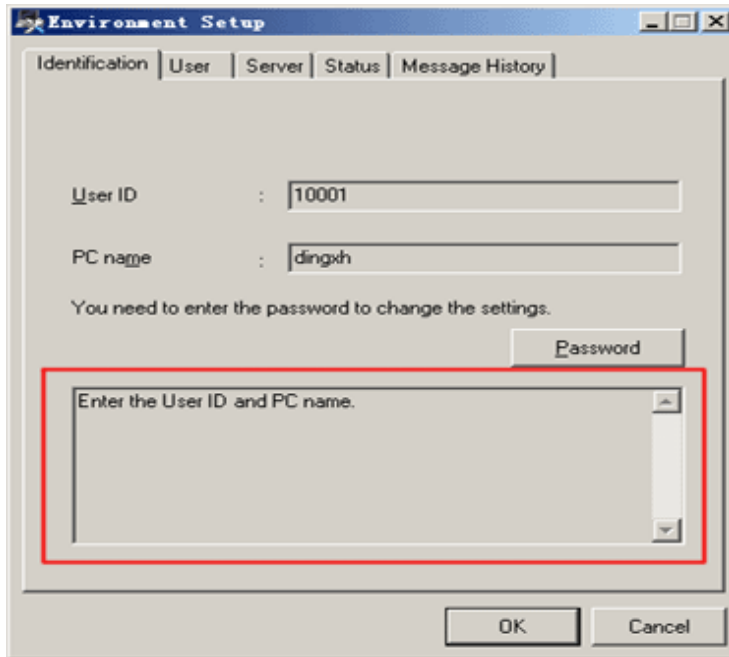 Environment Setup
Identification User Server Status Message History
User ID : 10001
PC name : dingxh
You need to enter the password to change the settings.
Password
Enter the User ID and PC name.
OK Cancel